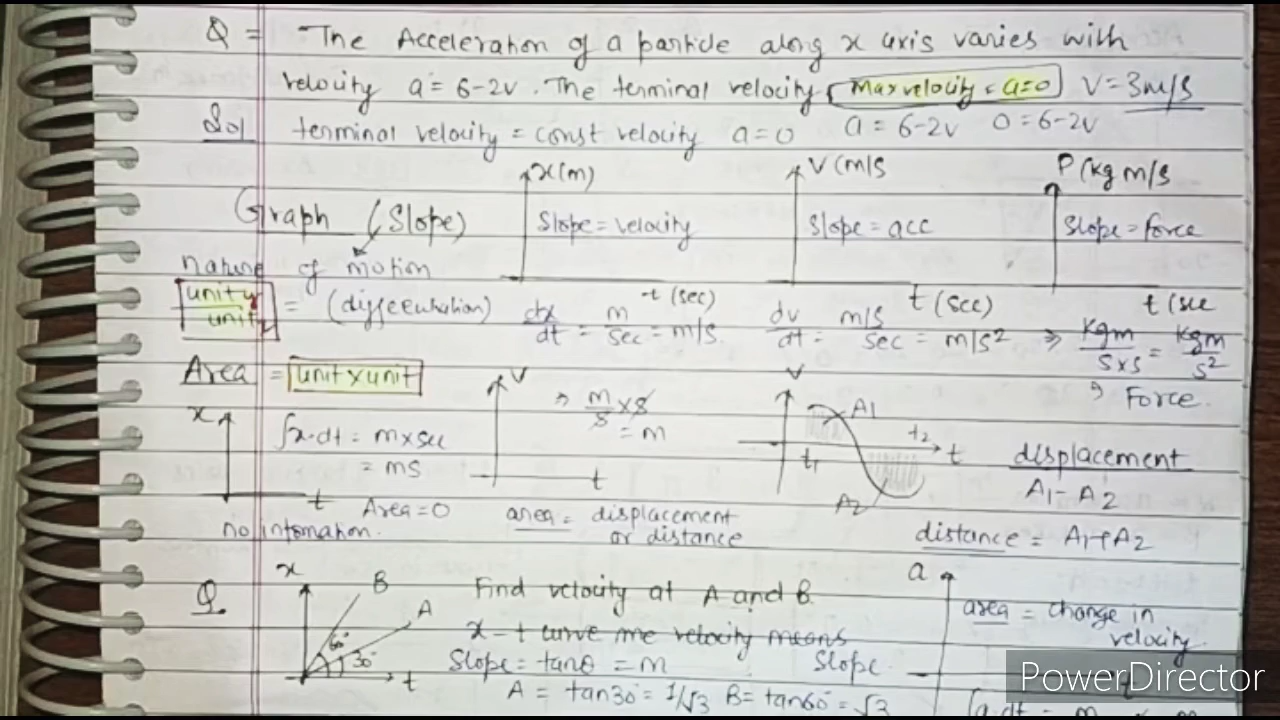 Q = -The Acceleration of a particle along x axis varies with
velocity a = 6-2v. The terminal velocity, Max velocity = a=0 V = 3m/s
Sol terminal velocity = const velocity a=0 a = 6-2v 0 = 6-2v
x(m) V(m/s P(kg m/s
Graph (Slope) Slope = velocity Slope = acc Slope = force
nature of motion
t (sec) t (sec) t (sec
unit y / unit = dx/dt = m/sec = m/s. dv/dt = m/s / sec = m/s² ⇒ kgm/s×s = kgm/s²
Area = unit x unit V ⇒ m/s × s = m V Force.
x ∫x.dt = m×sec A1
= ms t t1 t2 t displacement
A1 - A2
t Area = 0 area = displacement A2
no infomation. or distance distance = A1+A2
Q x B Find velocity at A and B a
A area = change in
60° x-t curve me velocity means velocity.
30° t Slope = tanθ = m Slope.
A = tan30° = 1/√3 B = tan60° = √3
PowerDirector